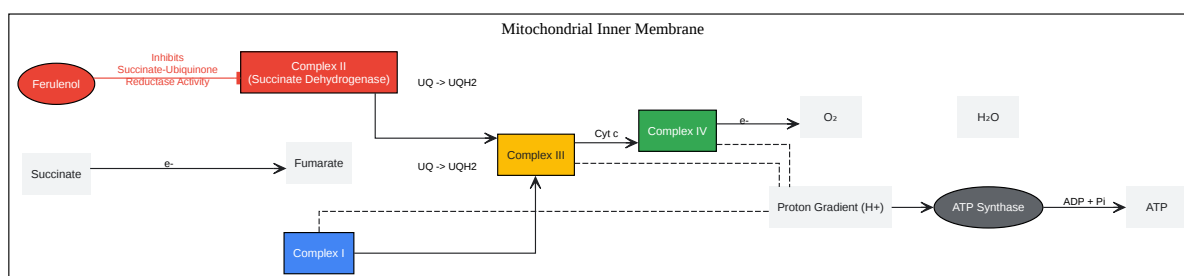 Mitochondrial Inner Membrane
Ferulenol
Inhibits
Succinate-Ubiquinone
Reductase Activity
Complex II
(Succinate Dehydrogenase)
UQ -> UQH2
Complex III
Cyt c
Complex IV
e-
O₂
H₂O
Succinate
e-
Fumarate
UQ -> UQH2
Proton Gradient (H+)
ATP Synthase
ADP + Pi
ATP
Complex I